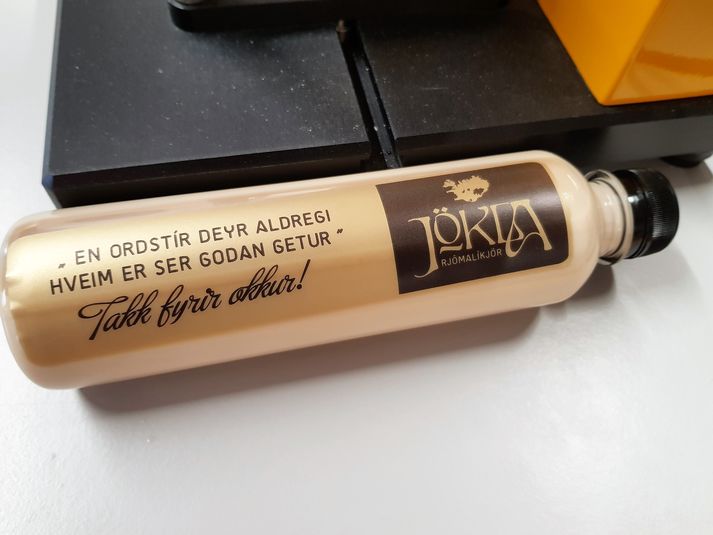 „ EN ORDSTÍR DEYR ALDREGI
HVEIM ER SER GODAN GETUR "
Takk fyrir okkur!
JÖKLA
RJÓMALÍKJÖR